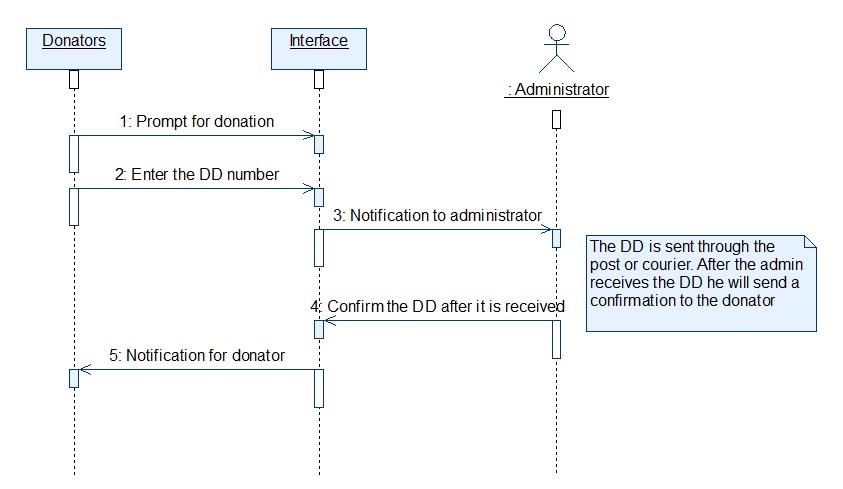 Donators
Interface
: Administrator
1: Prompt for donation
2: Enter the DD number
3: Notification to administrator
The DD is sent through the
post or courier. After the admin
receives the DD he will send a
confirmation to the donator
4: Confirm the DD after it is received
5: Notification for donator